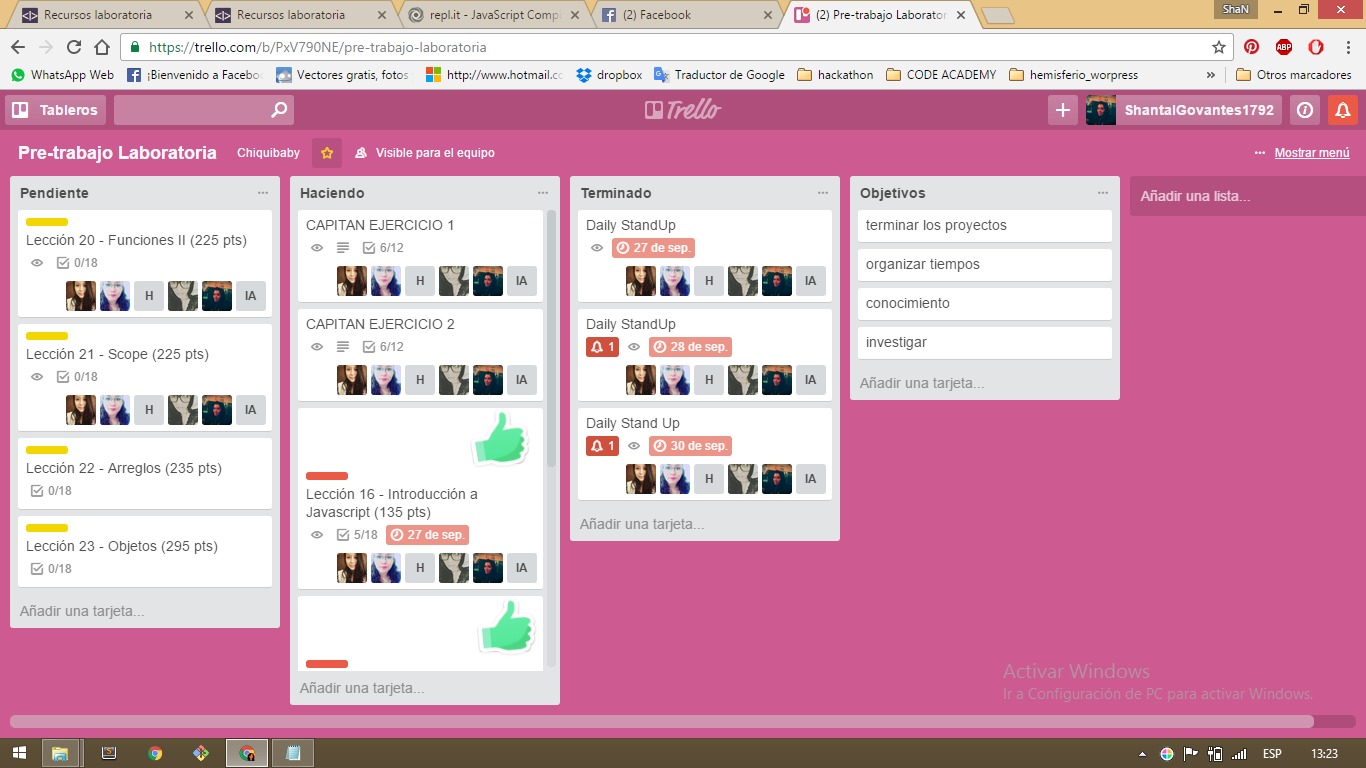 Recursos laboratoria
Recursos laboratoria
repl.it - JavaScript Comp
(2) Facebook
(2) Pre-trabajo Laborator
ShaN
https://trello.com/b/PxV790NE/pre-trabajo-laboratoria
ABP
WhatsApp Web
¡Bienvenido a Facebo
Vectores gratis, fotos
http://www.hotmail.co
dropbox
Traductor de Google
hackathon
CODE ACADEMY
hemisferio_worpress
»
Otros marcadores
Tableros
Trello
ShantalGovantes1792
Pre-trabajo Laboratoria
Chiquibaby
Visible para el equipo
··· Mostrar menú
Pendiente
Lección 20 - Funciones II (225 pts)
0/18
H
IA
Lección 21 - Scope (225 pts)
0/18
H
IA
Lección 22 - Arreglos (235 pts)
0/18
Lección 23 - Objetos (295 pts)
0/18
Añadir una tarjeta...
Haciendo
CAPITAN EJERCICIO 1
6/12
H
IA
CAPITAN EJERCICIO 2
6/12
H
IA
Lección 16 - Introducción a
Javascript (135 pts)
5/18
27 de sep.
H
IA
Añadir una tarjeta...
Terminado
Daily StandUp
27 de sep.
H
IA
Daily StandUp
1
28 de sep.
H
IA
Daily Stand Up
1
30 de sep.
H
IA
Añadir una tarjeta...
Objetivos
terminar los proyectos
organizar tiempos
conocimiento
investigar
Añadir una tarjeta...
Añadir una lista...
Activar Windows
Ir a Configuración de PC para activar Windows.
ESP
13:23